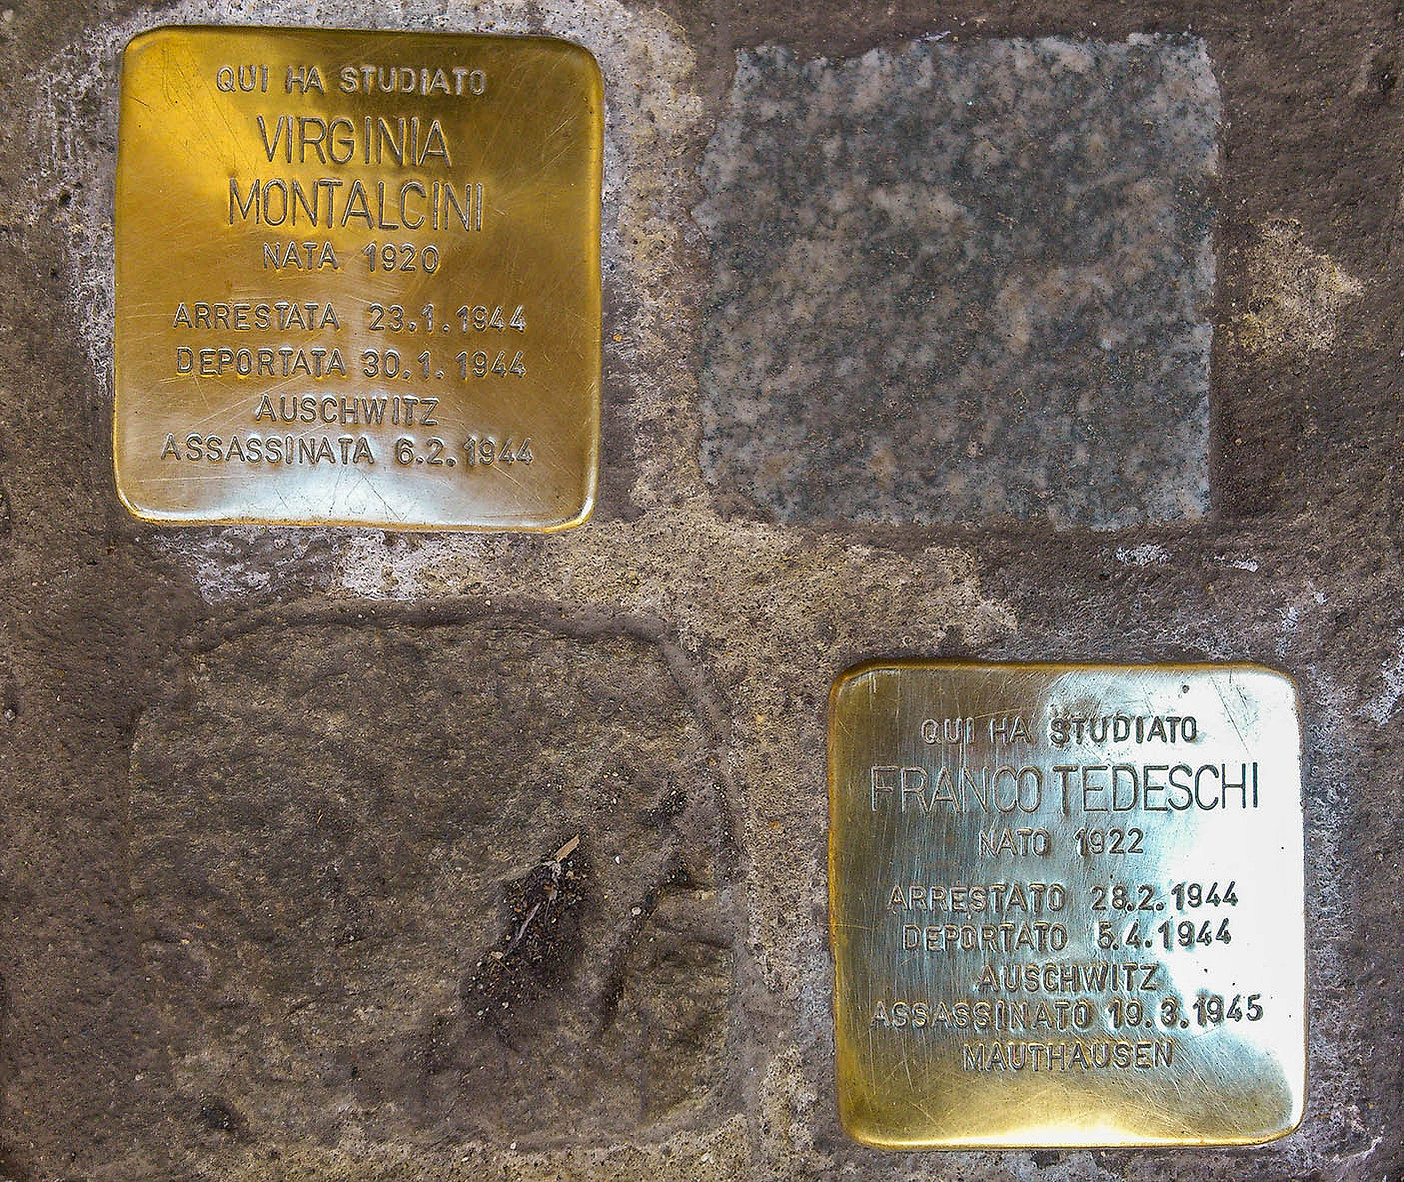 QUI HA STUDIATO
VIRGINIA
MONTALCINI
NATA 1920
ARRESTATA 23.1.1944
DEPORTATA 30.1.1944
AUSCHWITZ
ASSASSINATA 6.2.1944
QUI HA STUDIATO
FRANCO TEDESCHI
NATO 1922
ARRESTATO 28.2.1944
DEPORTATO 5.4.1944
AUSCHWITZ
ASSASSINATO 19.3.1945
MAUTHAUSEN